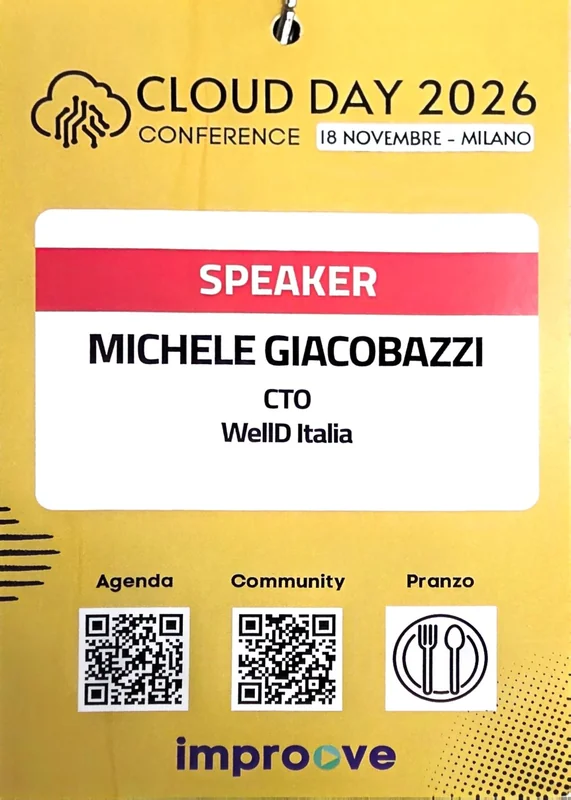 CLOUD DAY 2026
CONFERENCE 18 NOVEMBRE - MILANO
SPEAKER
MICHELE GIACOBAZZI
CTO
WellD Italia
Agenda Community Pranzo
improove